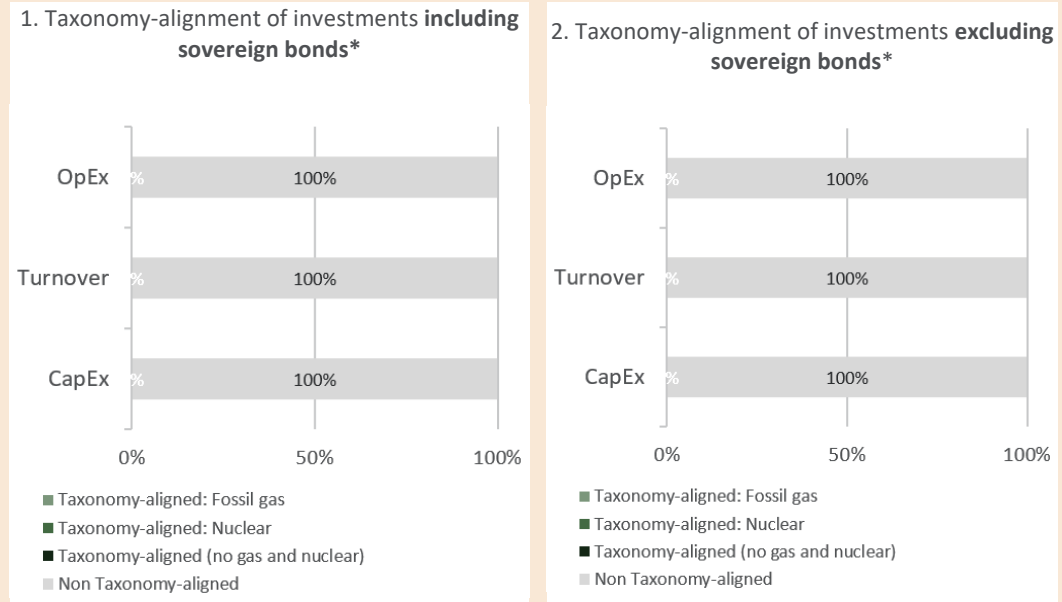 1. Taxonomy-alignment of investments including
sovereign bonds*
OpEx
% 100%
Turnover
% 100%
CapEx
% 100%
0% 50% 100%
Taxonomy-aligned: Fossil gas
Taxonomy-aligned: Nuclear
Taxonomy-aligned (no gas and nuclear)
Non Taxonomy-aligned
2. Taxonomy-alignment of investments excluding
sovereign bonds*
OpEx
% 100%
Turnover
% 100%
CapEx
% 100%
0% 50% 100%
Taxonomy-aligned: Fossil gas
Taxonomy-aligned: Nuclear
Taxonomy-aligned (no gas and nuclear)
Non Taxonomy-aligned